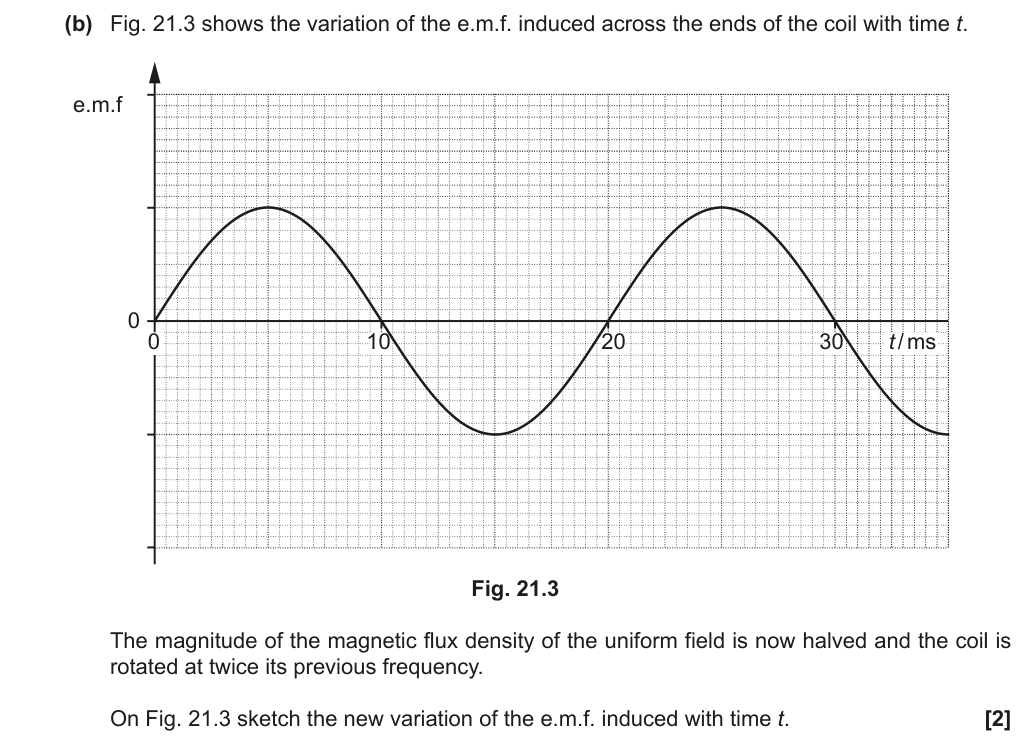 (b) Fig. 21.3 shows the variation of the e.m.f. induced across the ends of the coil with time t.
e.m.f
0
0 10 20 30 t / ms
Fig. 21.3
The magnitude of the magnetic flux density of the uniform field is now halved and the coil is
rotated at twice its previous frequency.
On Fig. 21.3 sketch the new variation of the e.m.f. induced with time t. [2]